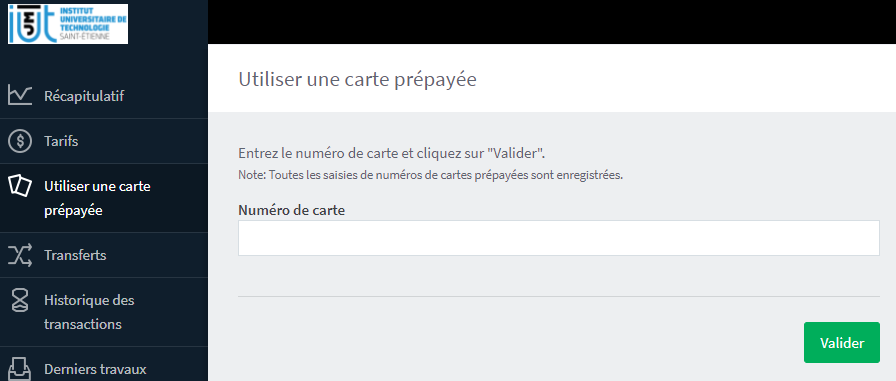 iut
INSTITUT
UNIVERSITAIRE DE
TECHNOLOGIE
SAINT-ÉTIENNE
Récapitulatif
Tarifs
Utiliser une carte
prépayée
Transferts
Historique des
transactions
Derniers travaux
Utiliser une carte prépayée
Entrez le numéro de carte et cliquez sur "Valider".
Note: Toutes les saisies de numéros de cartes prépayées sont enregistrées.
Numéro de carte
Valider